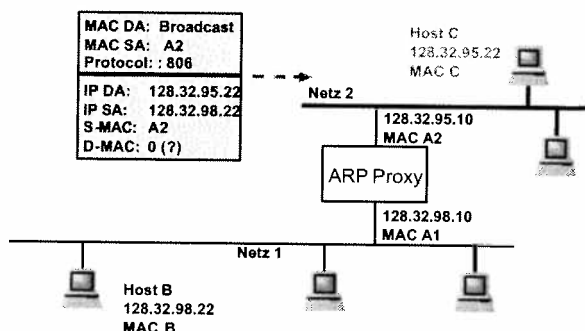 MAC DA: Broadcast
MAC SA: A2
Protocol: : 806
IP DA: 128.32.95.22
IP SA: 128.32.98.22
S-MAC: A2
D-MAC: 0 (?)
Host C
128.32.95.22
MAC C
Netz 2
128.32.95.10
MAC A2
ARP Proxy
128.32.98.10
MAC A1
Netz 1
Host B
128.32.98.22
MAC B